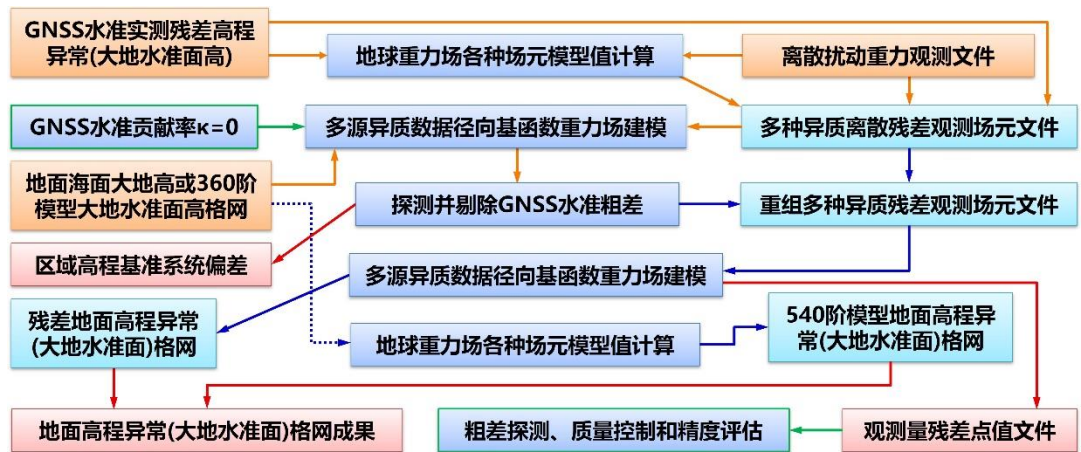 GNSS水准实测残差高程
异常(大地水准面高)
地球重力场各种场元模型值计算
离散扰动重力观测文件
GNSS水准贡献率κ=0
多源异质数据径向基函数重力场建模
多种异质离散残差观测场元文件
地面海面大地高或360阶
模型大地水准面高格网
探测并剔除GNSS水准粗差
重组多种异质残差观测场元文件
区域高程基准系统偏差
多源异质数据径向基函数重力场建模
残差地面高程异常
(大地水准面)格网
地球重力场各种场元模型值计算
540阶模型地面高程异
常(大地水准面)格网
地面高程异常(大地水准面)格网成果
粗差探测、质量控制和精度评估
观测量残差点值文件